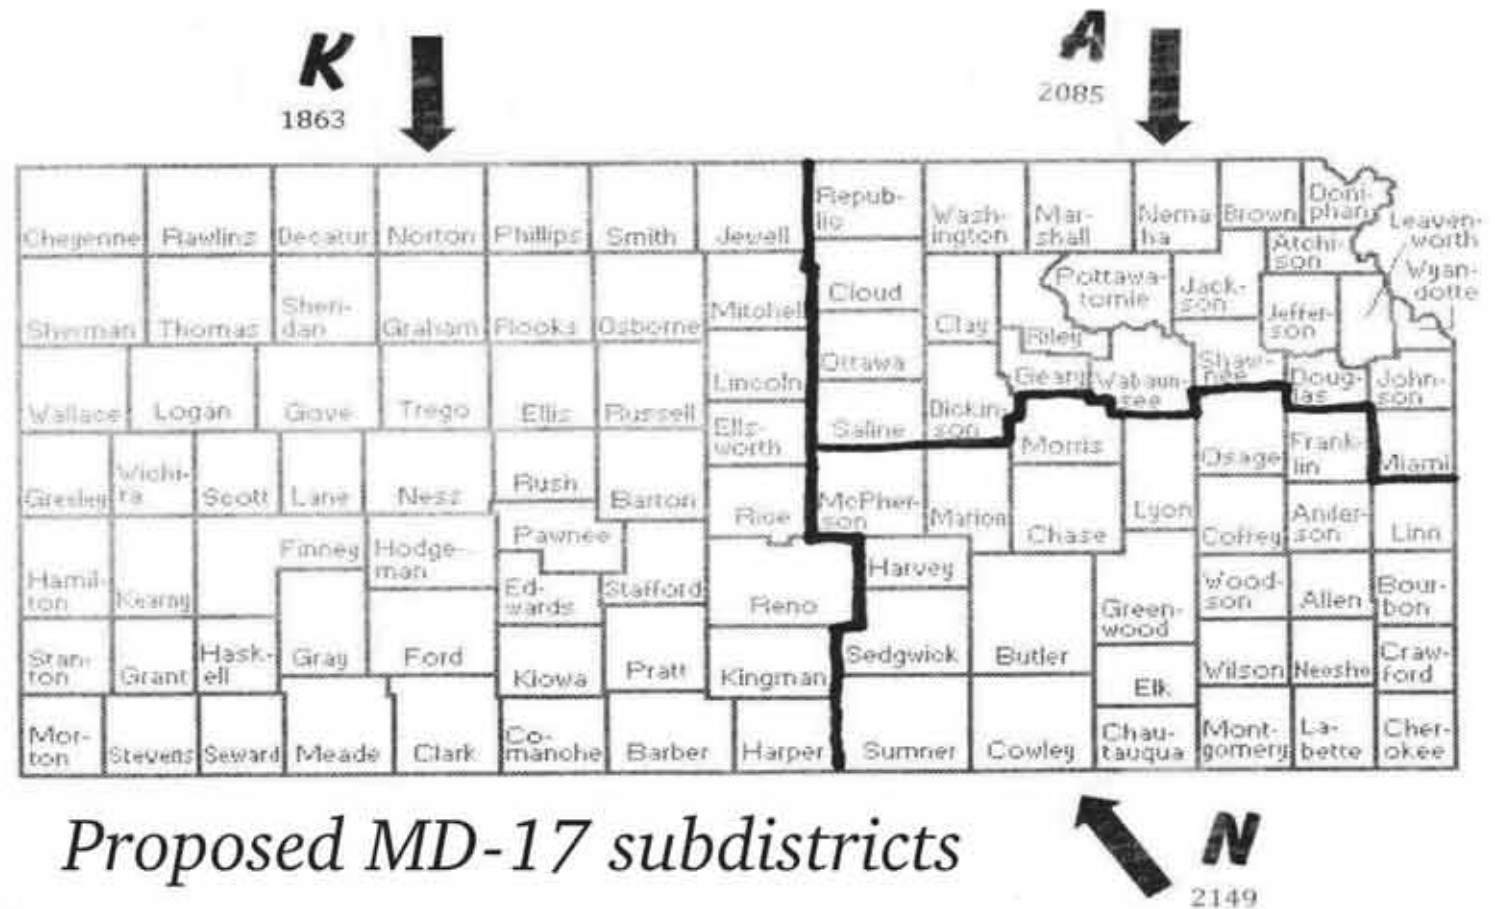 K
1863
A
2085
Cheyenne
Rawlins
Decatur
Norton
Phillips
Smith
Jewell
Repub-
lic
Wash-
ington
Mar-
shall
Nema
ha
Brown
Doni-
phan
Leaven-
worth
Atchi-
son
Wyan-
dotte
Sherman
Thomas
Sheri-
dan
Graham
Rooks
Osborne
Mitchell
Cloud
Clay
Riley
Pottawa-
tomie
Jack-
son
Jeffer-
son
Wallace
Logan
Gove
Trego
Ellis
Russell
Lincoln
Ottawa
Ells-
worth
Saline
Dickin-
son
Geary
Wabaun-
see
Shaw-
nee
Doug-
las
John-
son
Greeley
Wichi-
ta
Scott
Lane
Ness
Rush
Barton
Rice
McPher-
son
Marion
Morris
Chase
Lyon
Osage
Frank-
lin
Miami
Coffey
Ander-
son
Linn
Hamil-
ton
Kearny
Finney
Hodge-
man
Pawnee
Ed-
wards
Stafford
Reno
Harvey
Green-
wood
Wood-
son
Allen
Bour-
bon
Stan-
ton
Grant
Hask-
ell
Gray
Ford
Kiowa
Pratt
Kingman
Sedgwick
Butler
Elk
Wilson
Neosho
Craw-
ford
Mor-
ton
Stevens
Seward
Meade
Clark
Co-
manche
Barber
Harper
Sumner
Cowley
Chau-
tauqua
Mont-
gomery
La-
bette
Cher-
okee
Proposed MD-17 subdistricts
N
2149